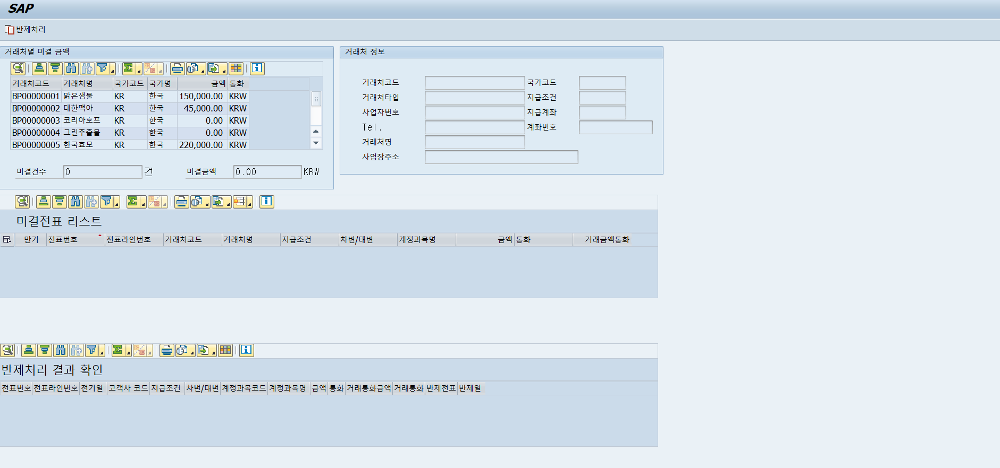 SAP
반제처리
거래처별 미결 금액
거래처코드 거래처명 국가코드 국가명 금액 통화
BP00000001 맑은샘물 KR 한국 150,000.00 KRW
BP00000002 대한맥아 KR 한국 45,000.00 KRW
BP00000003 코리아호프 KR 한국 0.00 KRW
BP00000004 그린추출물 KR 한국 0.00 KRW
BP00000005 한국효모 KR 한국 220,000.00 KRW
미결건수 0 건 미결금액 0.00 KRW
거래처 정보
거래처코드 국가코드
거래처타입 지급조건
사업자번호 지급계좌
Tel. 계좌번호
거래처명
사업장주소
미결전표 리스트
만기 전표번호 전표라인번호 거래처코드 거래처명 지급조건 차변/대변 계정과목명 금액 통화 거래금액통화
반제처리 결과 확인
전표번호 전표라인번호 전기일 고객사 코드 지급조건 차변/대변 계정과목코드 계정과목명 금액 통화 거래통화금액 거래통화 반제전표 반제일